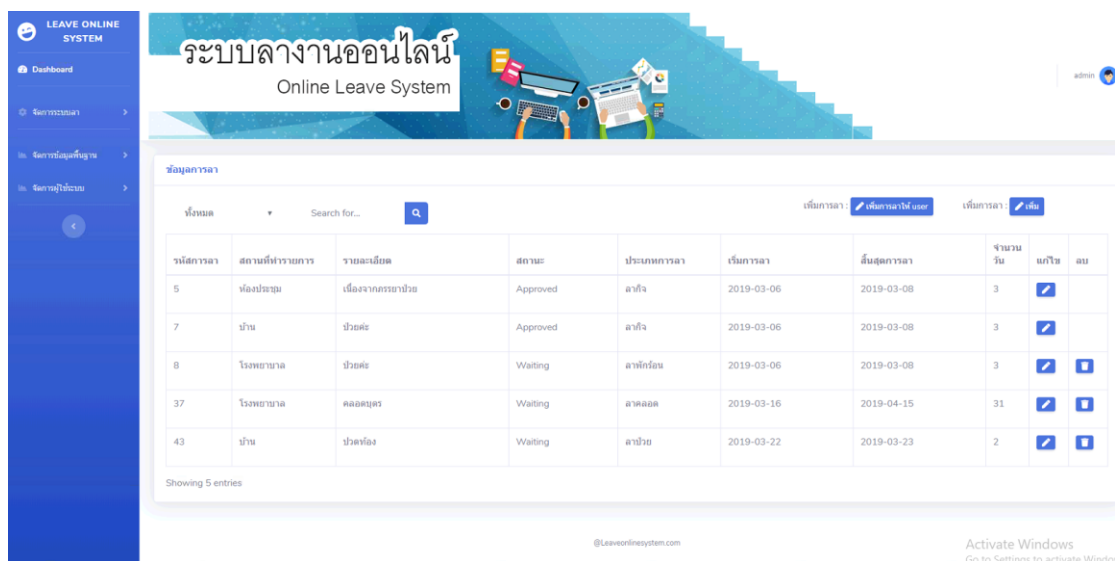 LEAVE ONLINE
SYSTEM
Dashboard
จัดการระบบลา
จัดการข้อมูลพื้นฐาน
จัดการผู้ใช้ระบบ
ระบบลางานออนไลน์
Online Leave System
admin
ข้อมูลการลา
ทั้งหมด Search for... เพิ่มการลา : เพิ่มการลาให้ user เพิ่มการลา : เพิ่ม
รหัสการลา สถานที่ทำรายการ รายละเอียด สถานะ ประเภทการลา เริ่มการลา สิ้นสุดการลา จำนวน วัน แก้ไข ลบ
5 ห้องประชุม เนื่องจากภรรยาป่วย Approved ลากิจ 2019-03-06 2019-03-08 3
7 บ้าน ป่วยค่ะ Approved ลากิจ 2019-03-06 2019-03-08 3
8 โรงพยาบาล ป่วยค่ะ Waiting ลาพักร้อน 2019-03-06 2019-03-08 3
37 โรงพยาบาล คลอดบุตร Waiting ลาคลอด 2019-03-16 2019-04-15 31
43 บ้าน ปวดท้อง Waiting ลาป่วย 2019-03-22 2019-03-23 2
Showing 5 entries
@Leaveonlinesystem.com
Activate Windows
Go to Settings to activate Windo